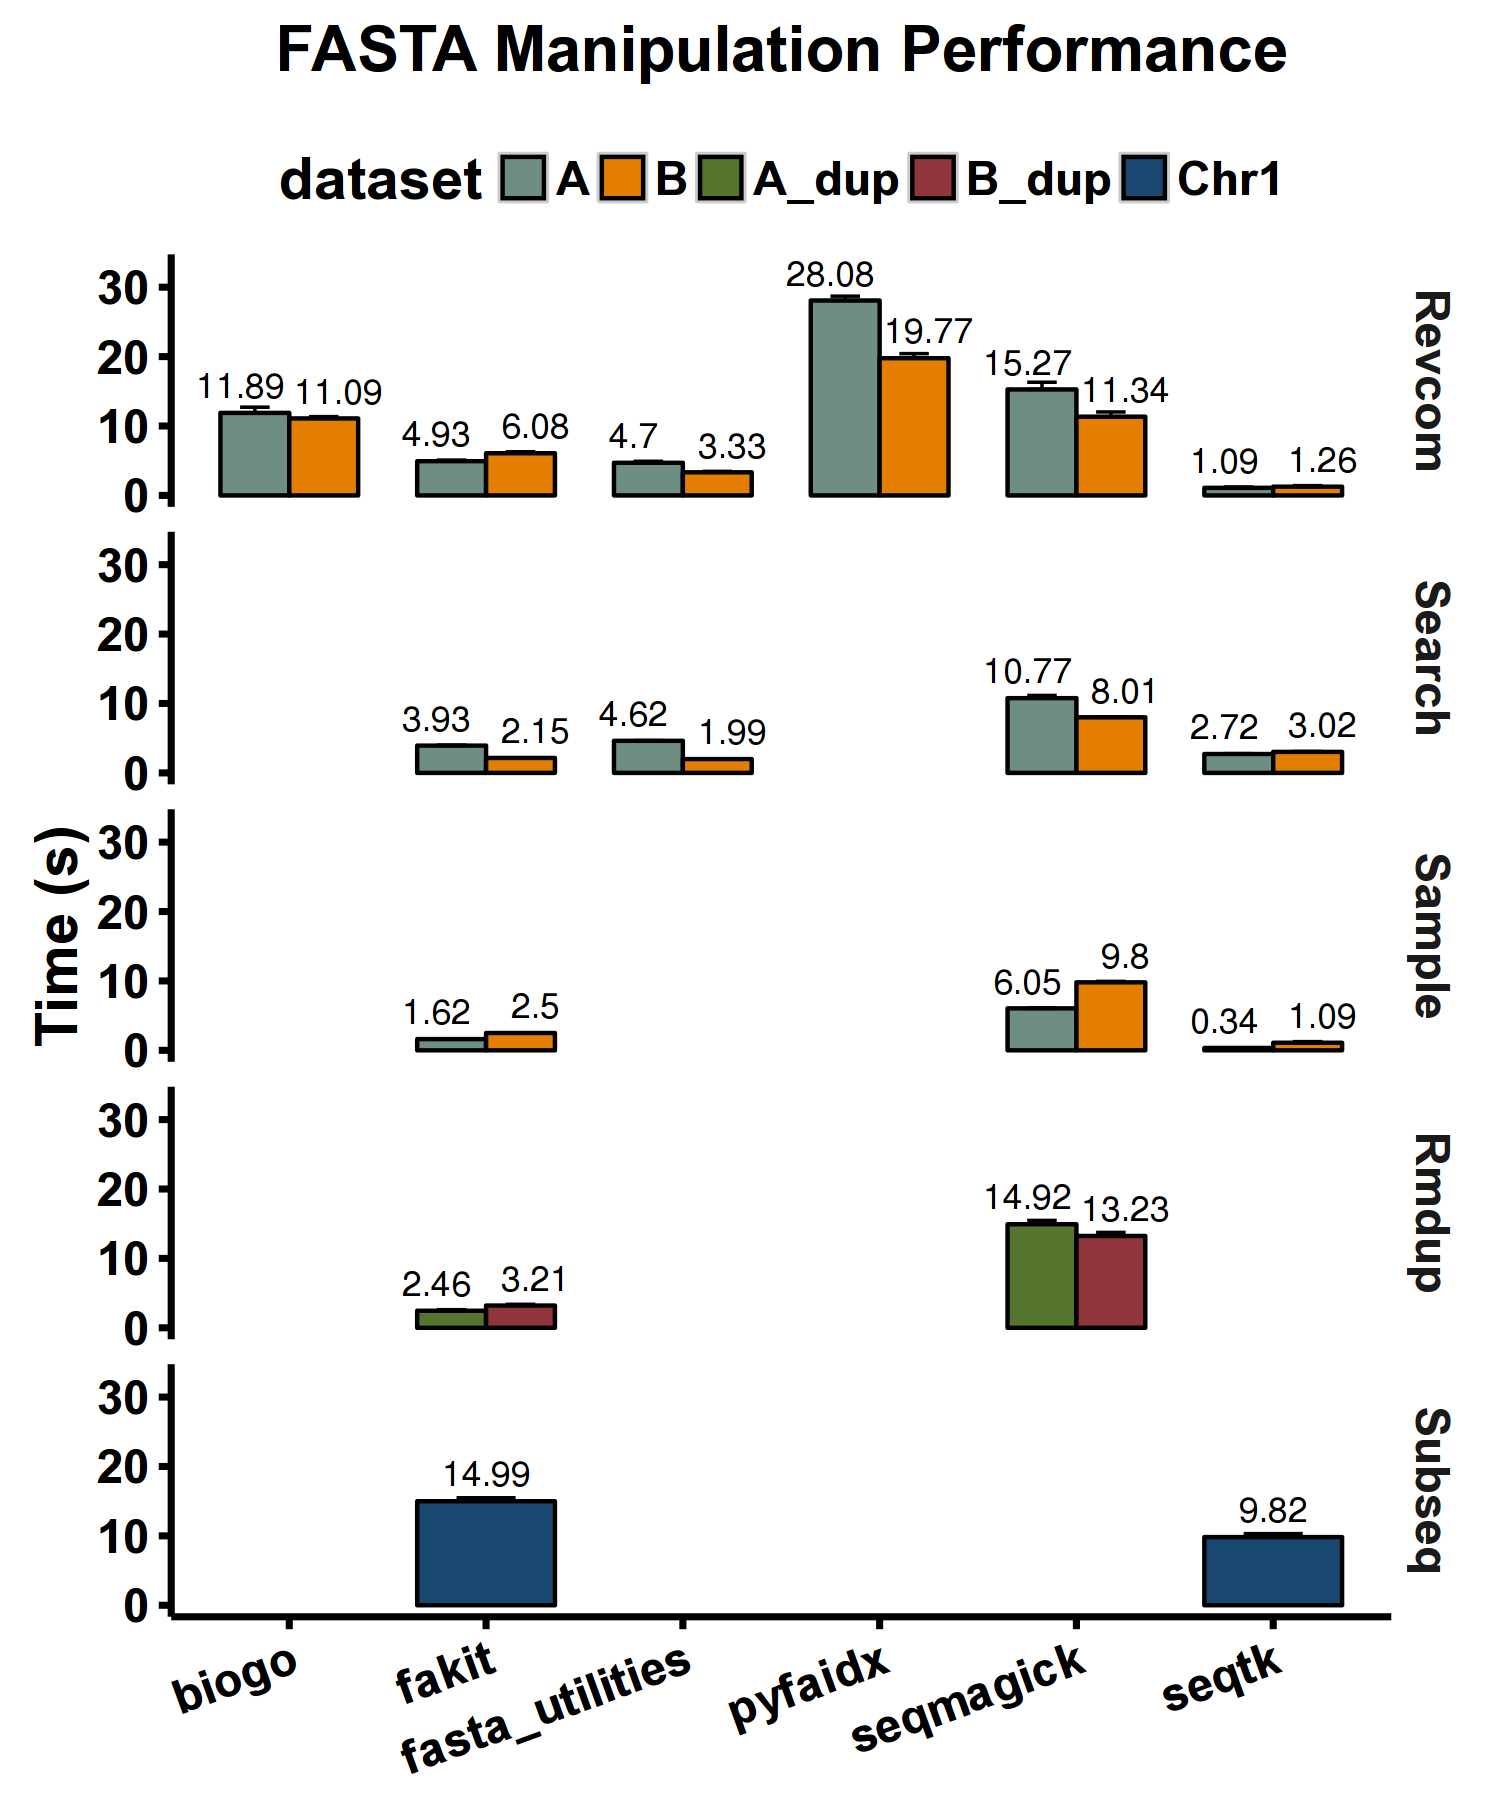 FASTA Manipulation Performance
dataset A B A_dup B_dup Chr1
Time (s)
30
20
10
0
11.89 11.09 4.93 6.08 4.7 3.33 28.08 19.77 15.27 11.34 1.09 1.26
Revcom
30
20
10
0
3.93 2.15 4.62 1.99 10.77 8.01 2.72 3.02
Search
30
20
10
0
1.62 2.5 6.05 9.8 0.34 1.09
Sample
30
20
10
0
2.46 3.21 14.92 13.23
Rmdup
30
20
10
0
14.99 9.82
Subseq
biogo fakit fasta_utilities pyfaidx seqmagick seqtk